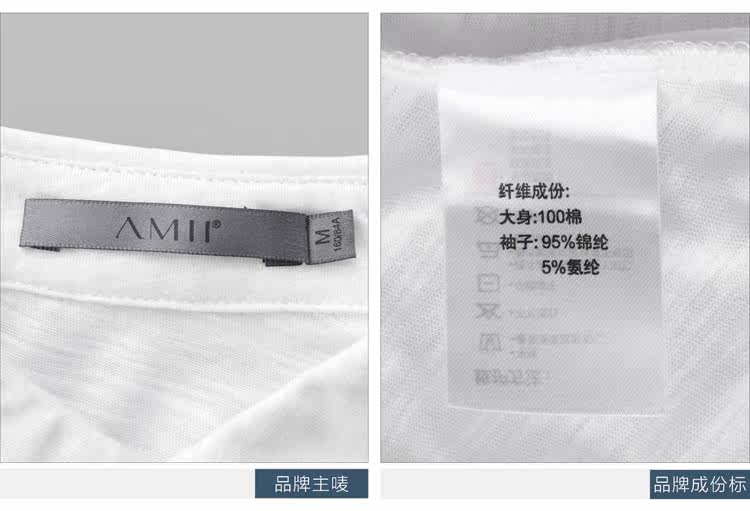 AMII®
M
160/84A
纤维成份:
大身:100棉
袖子:95%锦纶
5%氨纶
品牌主唛
品牌成份标